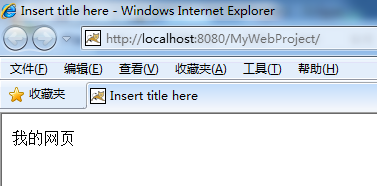 Insert title here - Windows Internet Explorer
http://localhost:8080/MyWebProject/
文件(F) 编辑(E) 查看(V) 收藏夹(A) 工具(T) 帮助(H)
收藏夹 Insert title here
我的网页